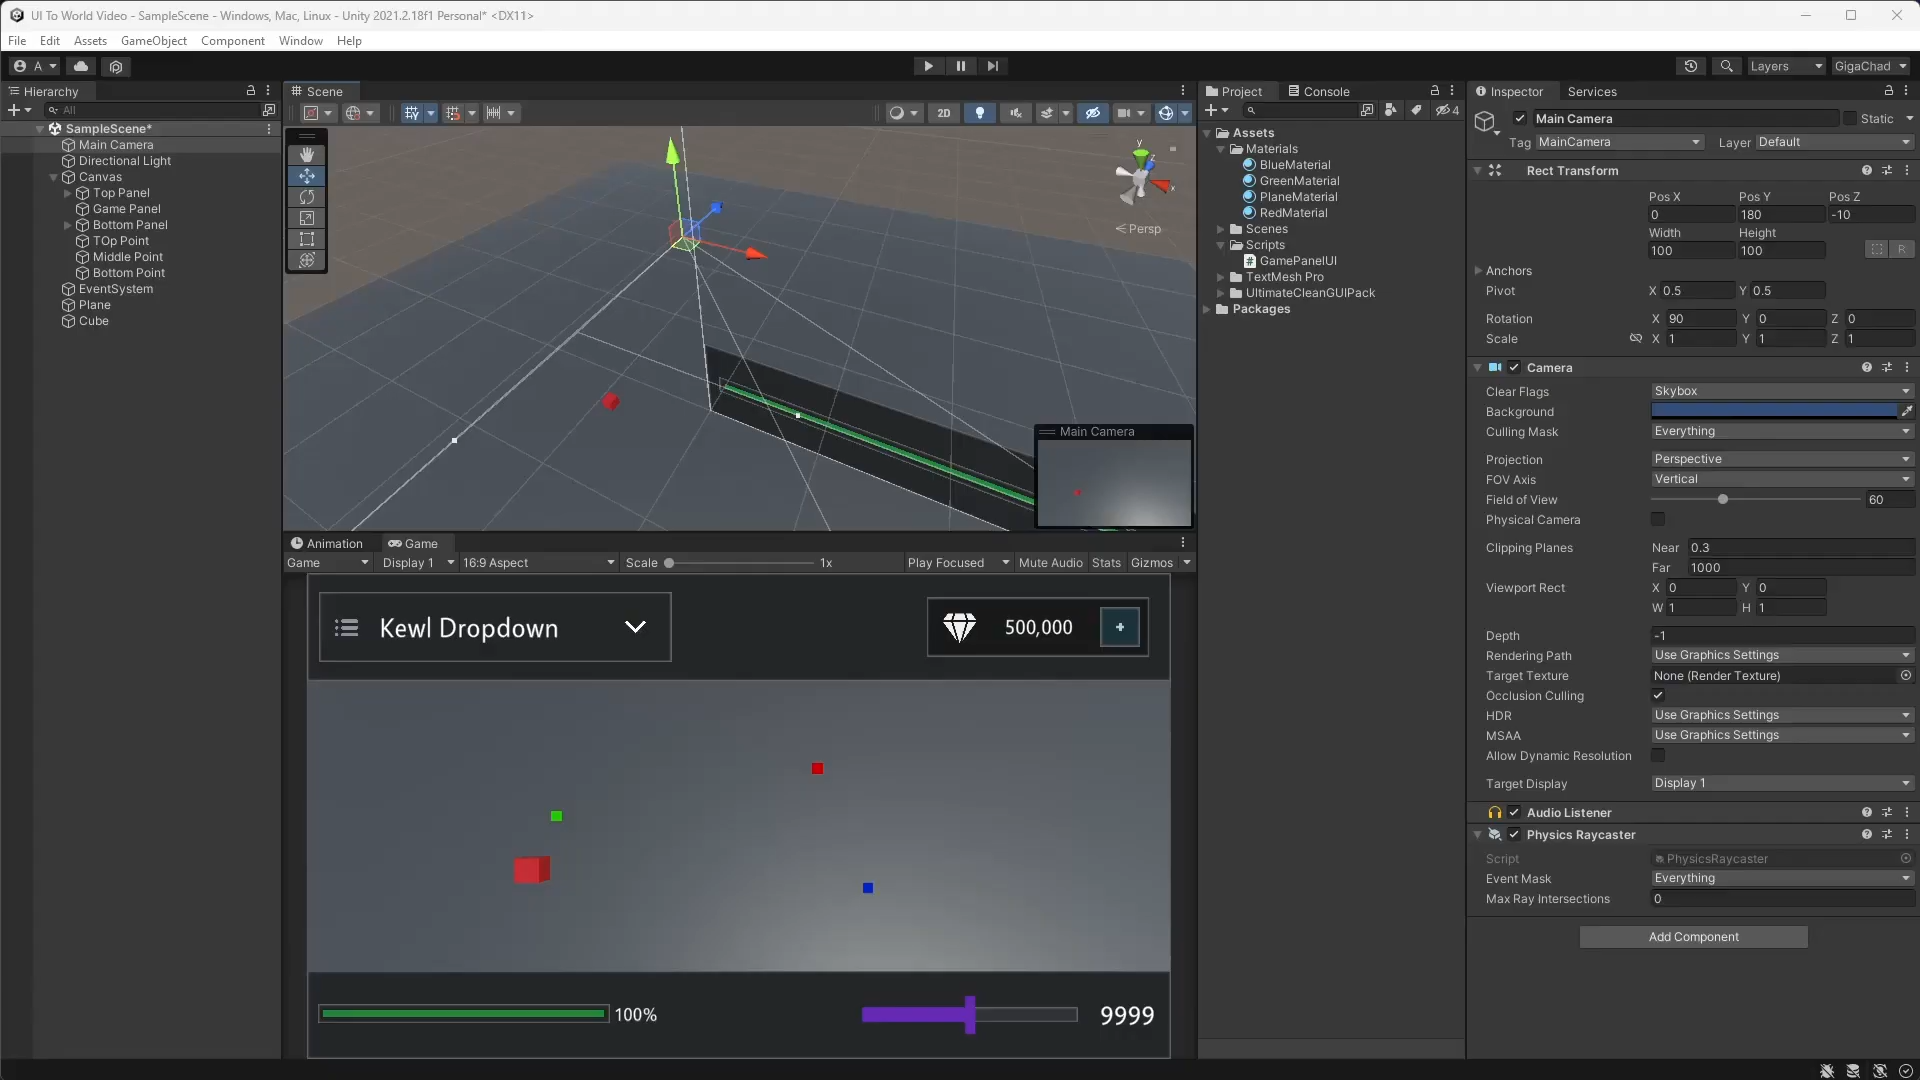 UI To World Video - SampleScene - Windows, Mac, Linux - Unity 2021.2.18f1 Personal* <DX11>
File Edit Assets GameObject Component Window Help
A
Layers
GigaChad
Hierarchy
All
SampleScene*
Main Camera
Directional Light
Canvas
Top Panel
Game Panel
Bottom Panel
TOp Point
Middle Point
Bottom Point
EventSystem
Plane
Cube
Scene
2D
y
z
x
Persp
Main Camera
Animation
Game
Game Display 1 16:9 Aspect Scale 1x Play Focused Mute Audio Stats Gizmos
Kewl Dropdown
500,000
+
100%
9999
Project
Console
4
Assets
Materials
BlueMaterial
GreenMaterial
PlaneMaterial
RedMaterial
Scenes
Scripts
GamePanelUI
TextMesh Pro
UltimateCleanGUIPack
Packages
Inspector
Services
Main Camera
Static
Tag MainCamera Layer Default
Rect Transform
Pos X Pos Y Pos Z
0 180 -10
Width Height
100 100
R
Anchors
Pivot X 0.5 Y 0.5
Rotation X 90 Y 0 Z 0
Scale X 1 Y 1 Z 1
Camera
Clear Flags Skybox
Background
Culling Mask Everything
Projection Perspective
FOV Axis Vertical
Field of View 60
Physical Camera
Clipping Planes Near 0.3
Far 1000
Viewport Rect X 0 Y 0
W 1 H 1
Depth -1
Rendering Path Use Graphics Settings
Target Texture None (Render Texture)
Occlusion Culling
HDR Use Graphics Settings
MSAA Use Graphics Settings
Allow Dynamic Resolution
Target Display Display 1
Audio Listener
Physics Raycaster
Script PhysicsRaycaster
Event Mask Everything
Max Ray Intersections 0
Add Component